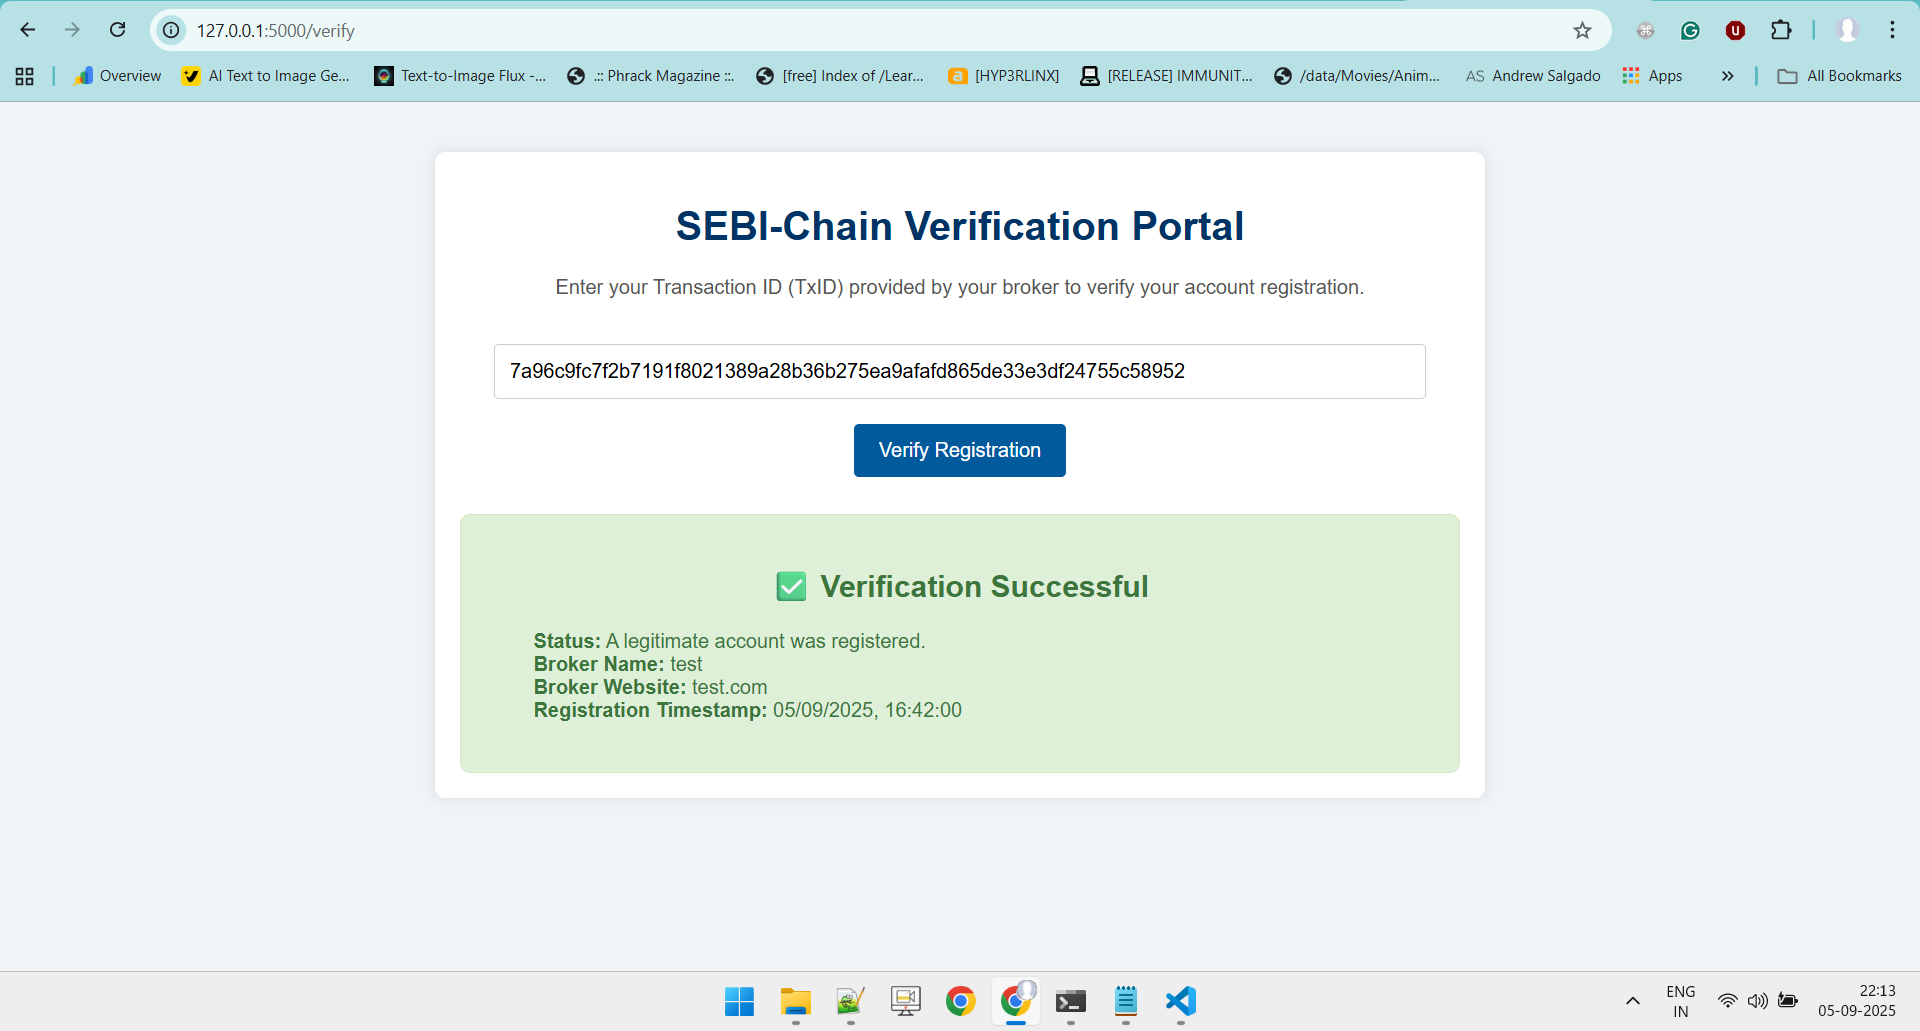 127.0.0.1:5000/verify
Overview
AI Text to Image Ge...
Text-to-Image Flux -...
.:: Phrack Magazine ::.
[free] Index of /Lear...
[HYP3RLINX]
[RELEASE] IMMUNIT...
/data/Movies/Anim...
AS Andrew Salgado
Apps
All Bookmarks
SEBI-Chain Verification Portal
Enter your Transaction ID (TxID) provided by your broker to verify your account registration.
7a96c9fc7f2b7191f8021389a28b36b275ea9afafd865de33e3df24755c58952
Verify Registration
✅ Verification Successful
Status: A legitimate account was registered.
Broker Name: test
Broker Website: test.com
Registration Timestamp: 05/09/2025, 16:42:00
ENG
IN
22:13
05-09-2025